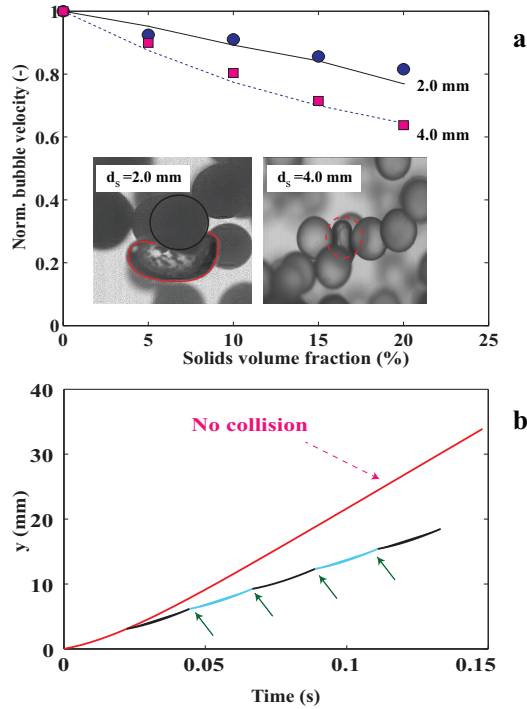 a
1
0.8
0.6
0.4
0.2
0
Norm. bubble velocity (-)
2.0 mm
4.0 mm
dₛ =2.0 mm
dₛ =4.0 mm
0 5 10 15 20 25
Solids volume fraction (%)
b
40
30
20
10
0
y (mm)
No collision
0 0.05 0.1 0.15
Time (s)